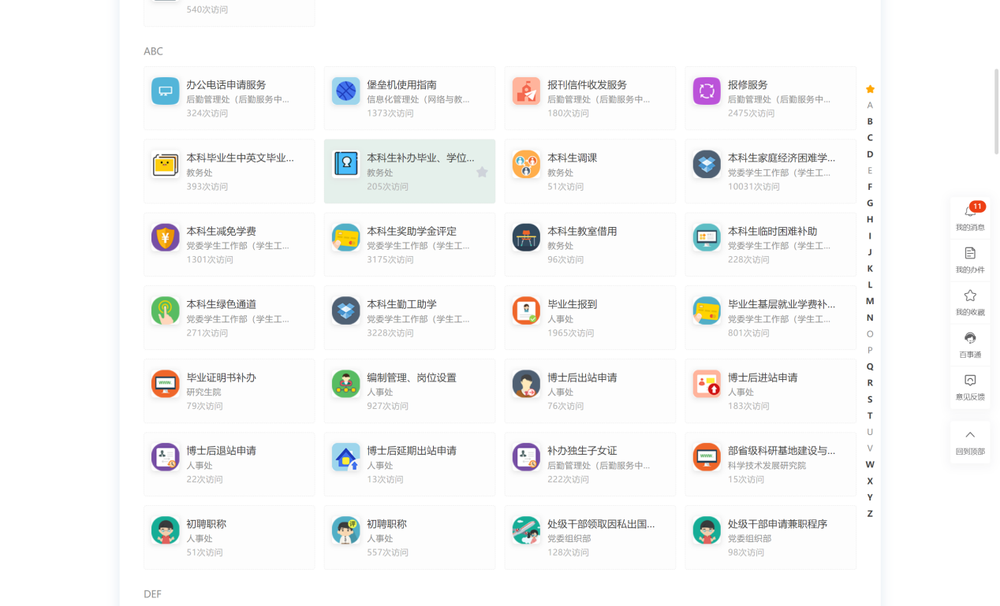 540次访问
ABC
办公电话申请服务
后勤管理处（后勤服务中...
324次访问
堡垒机使用指南
信息化管理处（网络与教...
1373次访问
报刊信件收发服务
后勤管理处（后勤服务中...
180次访问
报修服务
后勤管理处（后勤服务中...
2475次访问
本科毕业生中英文毕业...
教务处
393次访问
本科生补办毕业、学位...
教务处
205次访问
本科生调课
教务处
51次访问
本科生家庭经济困难学...
党委学生工作部（学生工...
10031次访问
本科生减免学费
党委学生工作部（学生工...
1301次访问
本科生奖助学金评定
党委学生工作部（学生工...
3175次访问
本科生教室借用
教务处
96次访问
本科生临时困难补助
党委学生工作部（学生工...
228次访问
本科生绿色通道
党委学生工作部（学生工...
271次访问
本科生勤工助学
党委学生工作部（学生工...
3228次访问
毕业生报到
人事处
1965次访问
毕业生基层就业学费补...
党委学生工作部（学生工...
801次访问
WWW.
毕业证明书补办
研究生院
79次访问
编制管理、岗位设置
人事处
927次访问
博士后出站申请
人事处
76次访问
博士后进站申请
人事处
183次访问
博士后退站申请
人事处
22次访问
博士后延期出站申请
人事处
13次访问
补办独生子女证
后勤管理处（后勤服务中...
222次访问
WWW.
部省级科研基地建设与...
科学技术发展研究院
15次访问
初聘职称
人事处
51次访问
评
初聘职称
人事处
557次访问
处级干部领取因私出国...
党委组织部
128次访问
处级干部申请兼职程序
党委组织部
98次访问
DEF
A
B
C
D
E
F
G
H
I
J
K
L
M
N
O
P
Q
R
S
T
U
V
W
X
Y
Z
11
我的消息
我的办件
我的收藏
百事通
意见反馈
回到顶部